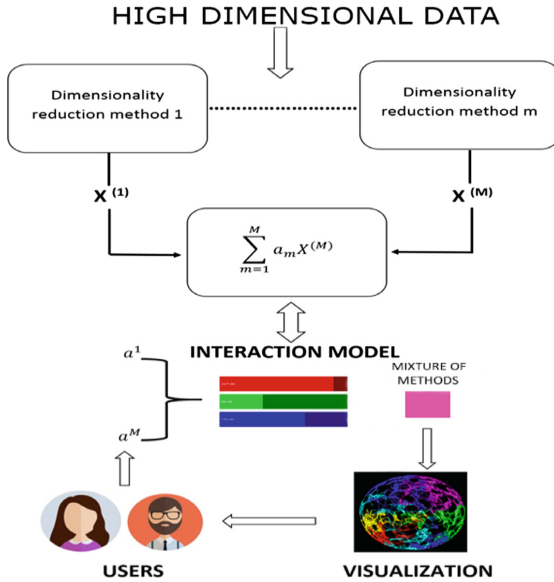 HIGH DIMENSIONAL DATA
Dimensionality
reduction method 1
Dimensionality
reduction method m
X (1)
X (M)
M
∑ a_m X^(M)
m=1
INTERACTION MODEL
a^1
a^M
MIXTURE OF
METHODS
USERS
VISUALIZATION